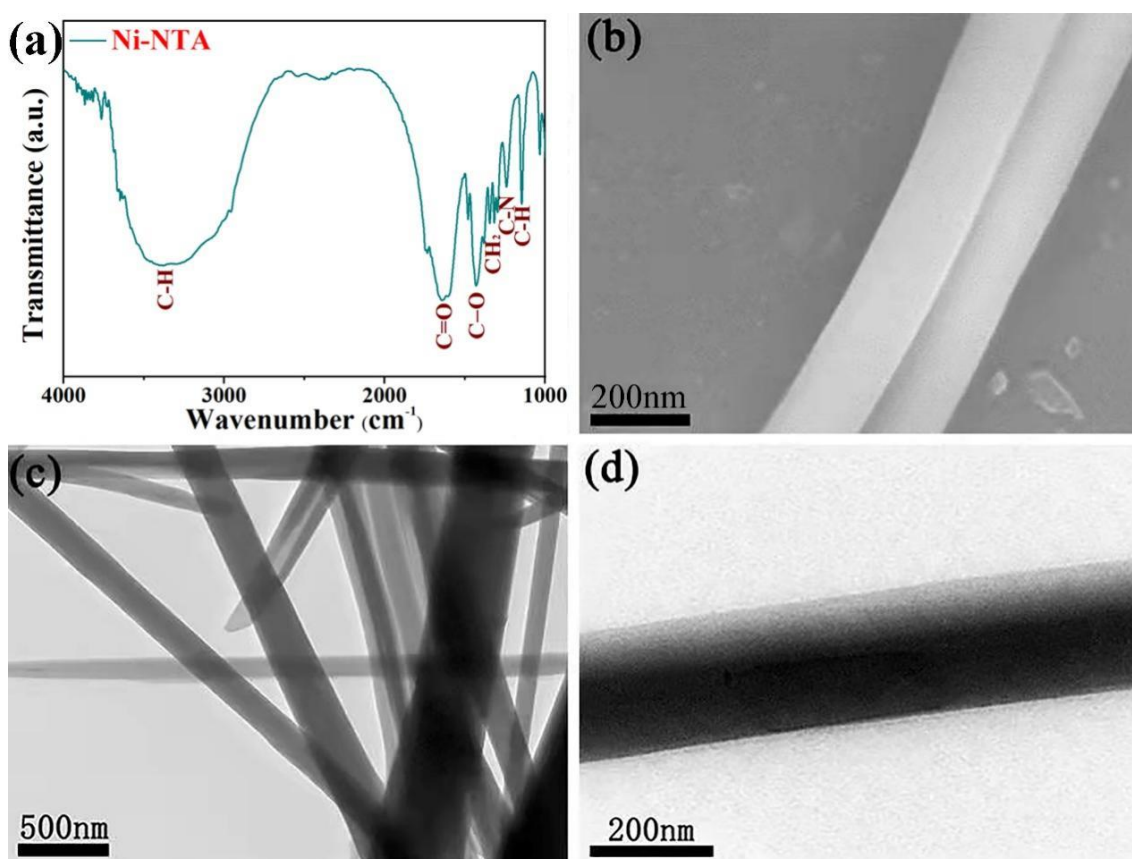 (a)
Ni-NTA
Transmittance (a.u.)
C-H
C=O
C−O
CH₂
C-N
C-H
4000 3000 2000 1000
Wavenumber (cm⁻¹)
(b)
200nm
(c)
500nm
(d)
200nm